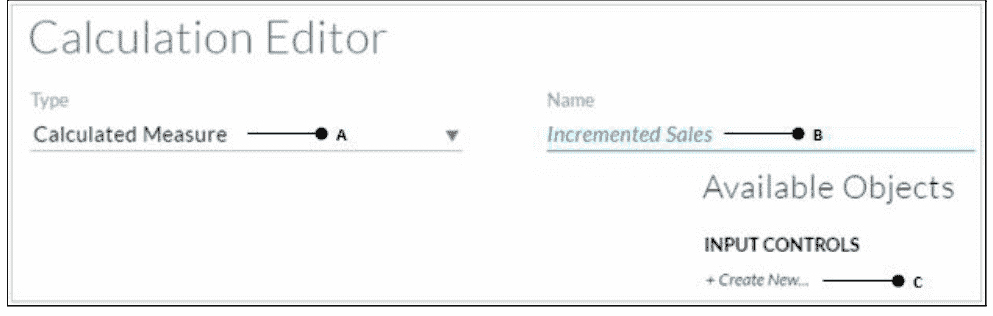 Calculation Editor
Type
Name
Calculated Measure A
Incremented Sales B
Available Objects
INPUT CONTROLS
+ Create New... C